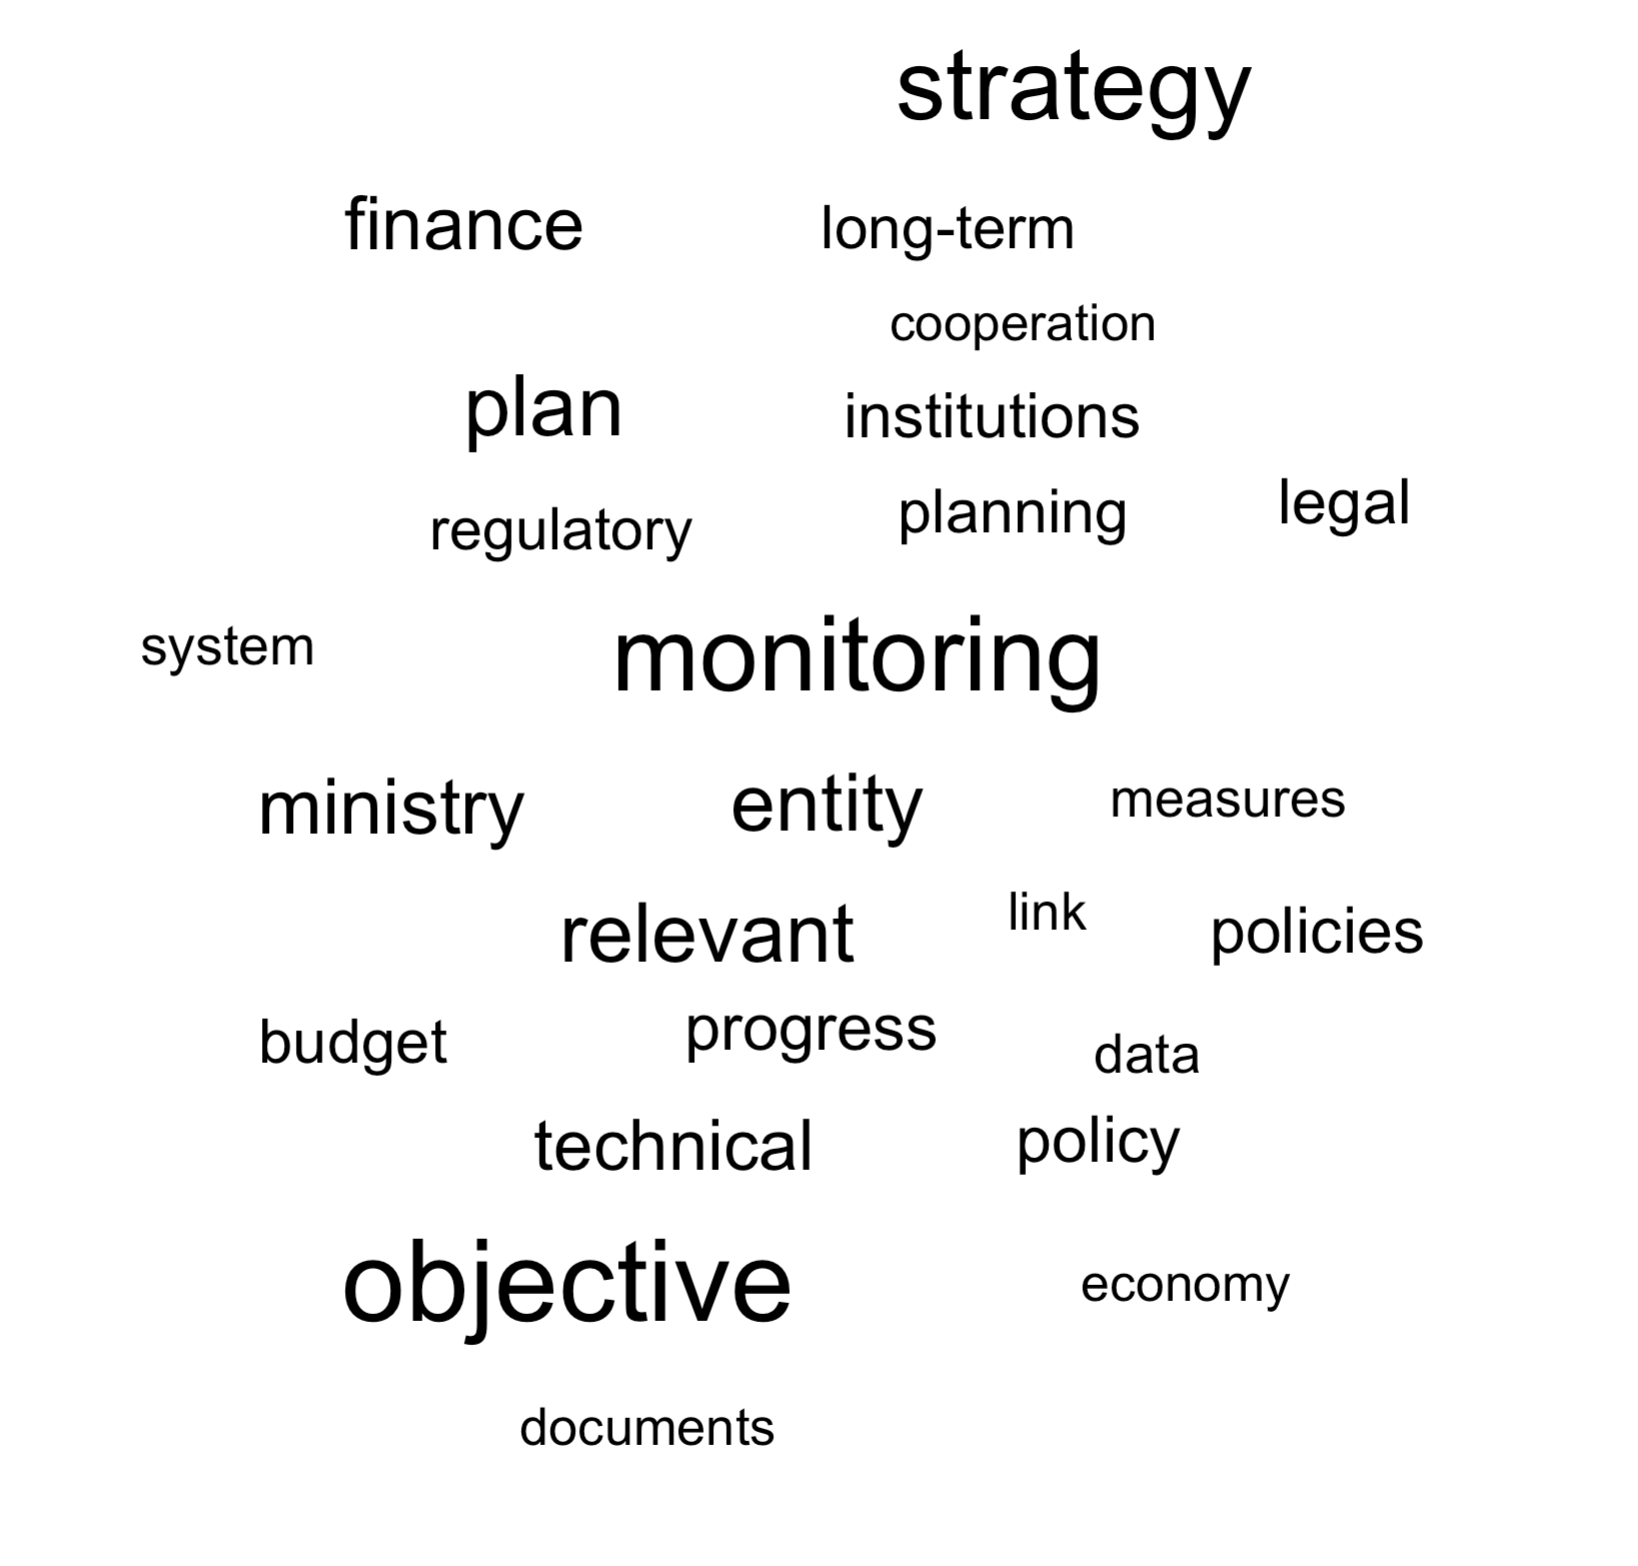 strategy
finance long-term
cooperation
plan institutions
regulatory planning legal
system monitoring
ministry entity measures
relevant link policies
budget progress data
technical policy
objective economy
documents